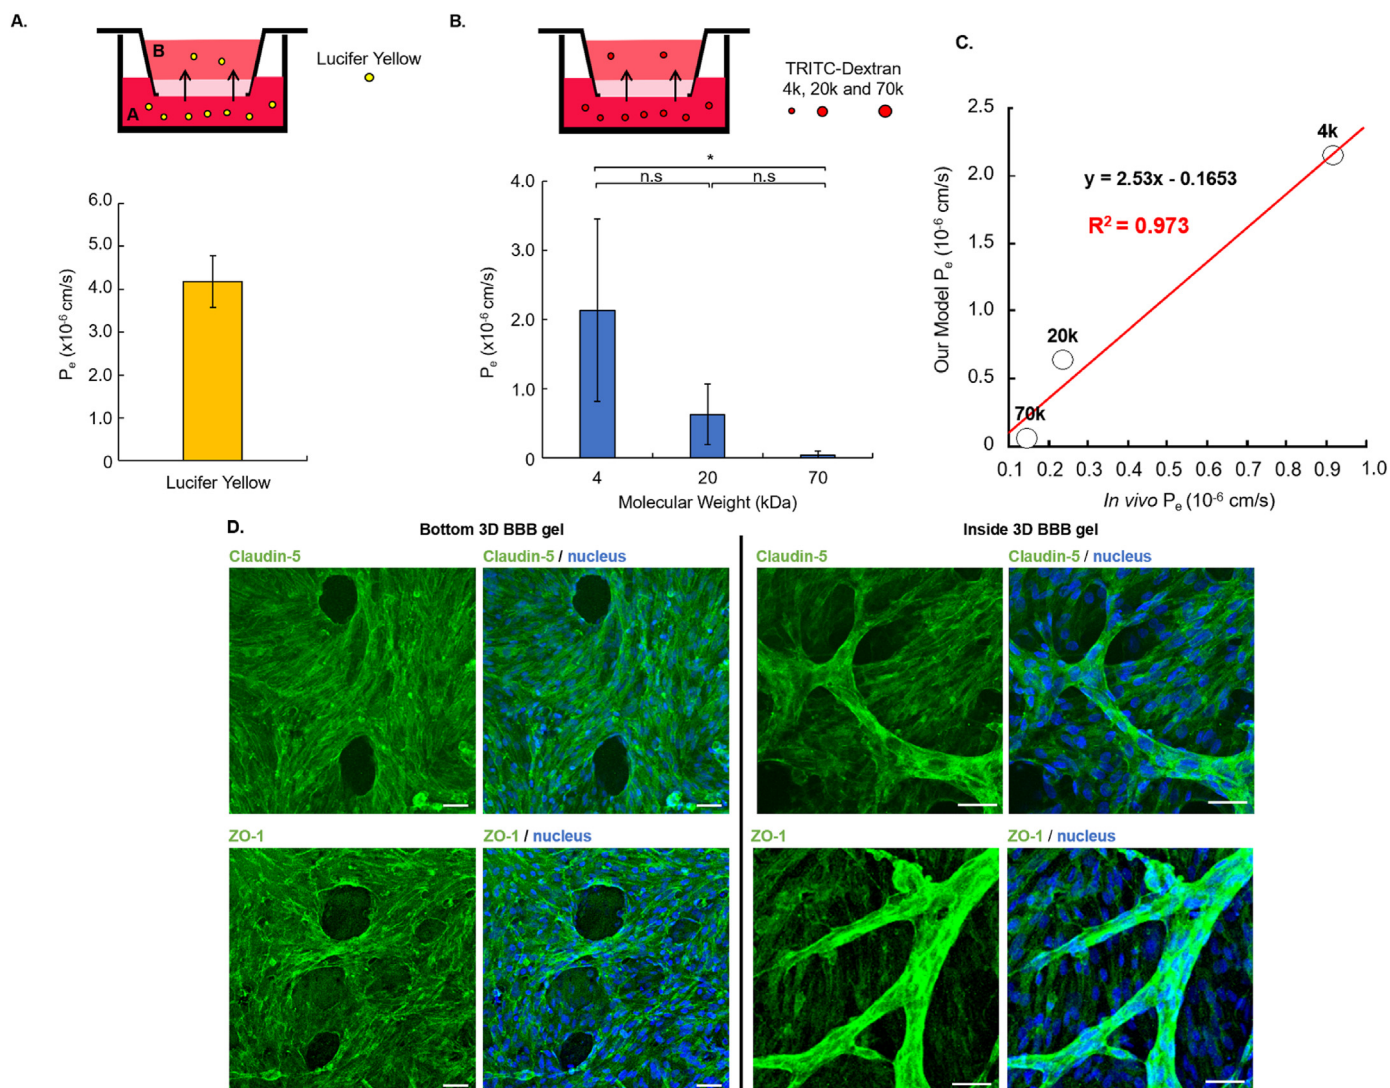 A.
B
A
Lucifer Yellow
6.0
5.0
4.0
3.0
2.0
1.0
0
Pe (x10-6 cm/s)
Lucifer Yellow
B.
TRITC-Dextran
4k, 20k and 70k
*
n.s
n.s
4.0
3.0
2.0
1.0
0
Pe (x10-6 cm/s)
4 20 70
Molecular Weight (kDa)
C.
2.5
2.0
1.5
1.0
0.5
0
Our Model Pe (10-6 cm/s)
4k
y = 2.53x - 0.1653
R2 = 0.973
20k
70k
0.1 0.2 0.3 0.4 0.5 0.6 0.7 0.8 0.9 1.0
In vivo Pe (10-6 cm/s)
D.
Bottom 3D BBB gel
Inside 3D BBB gel
Claudin-5
Claudin-5 / nucleus
Claudin-5
Claudin-5 / nucleus
ZO-1
ZO-1 / nucleus
ZO-1
ZO-1 / nucleus